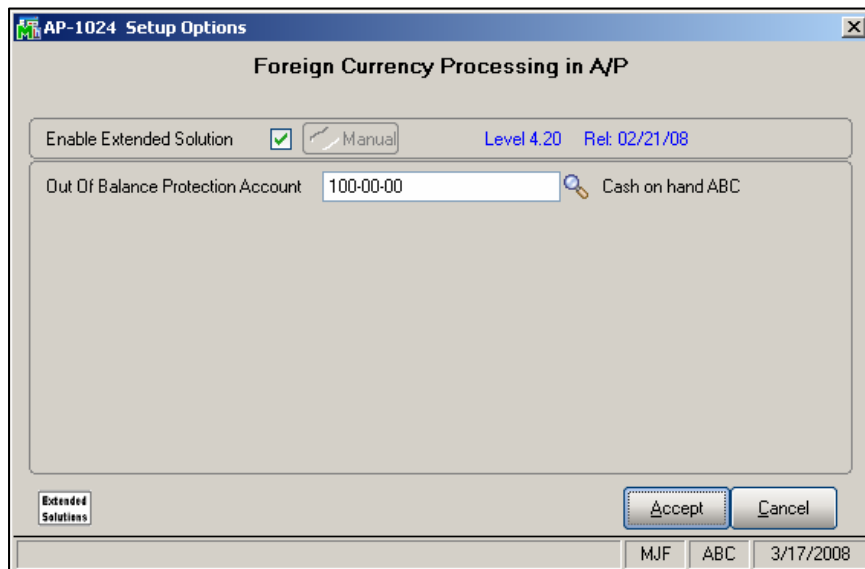 AP-1024 Setup Options
Foreign Currency Processing in A/P
Enable Extended Solution Manual Level 4.20 Rel: 02/21/08
Out Of Balance Protection Account 100-00-00 Cash on hand ABC
Extended
Solutions
Accept Cancel
MJF ABC 3/17/2008